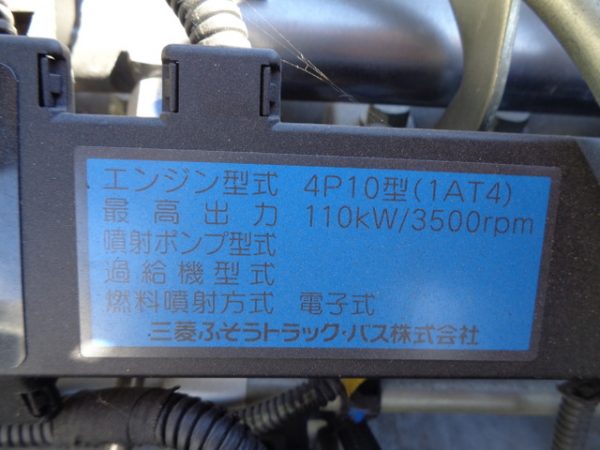 エンジン型式 4P10型(1AT4)
最高出力 110kW/3500rpm
噴射ポンプ型式
過給機型式
燃料噴射方式 電子式
三菱ふそうトラック・バス株式会社